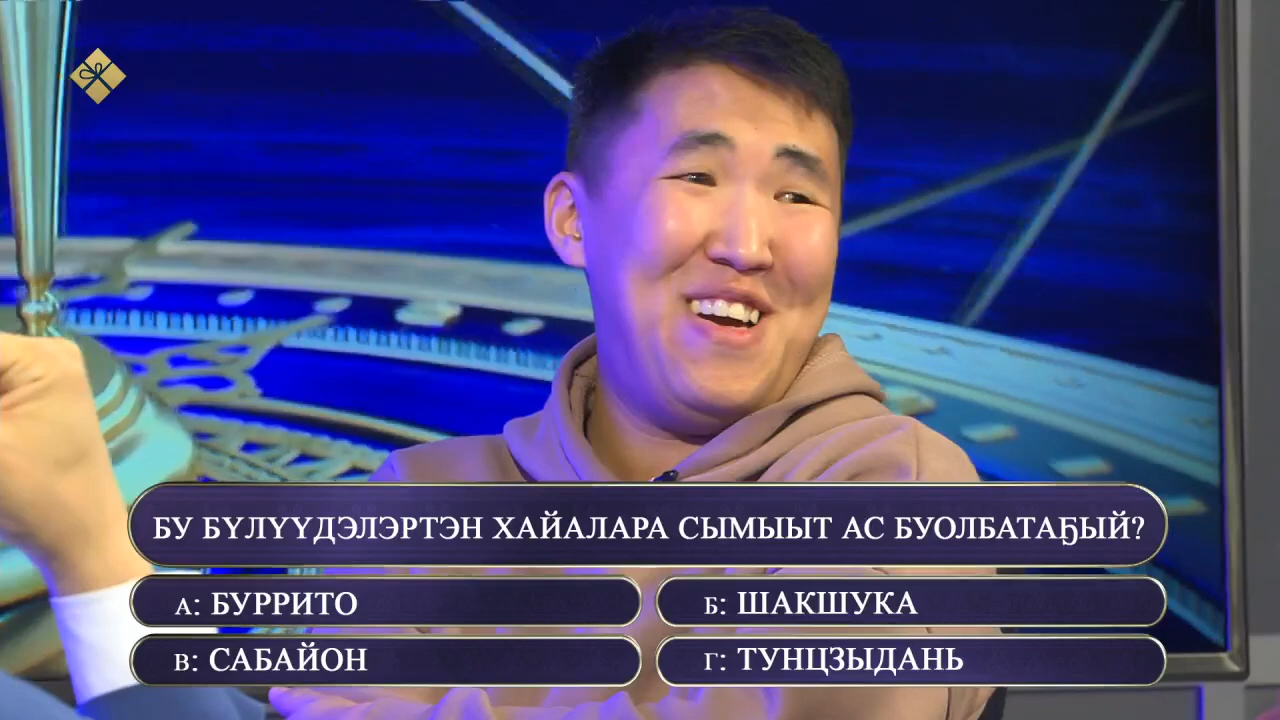 БУ БҮЛҮҮДЭЛЭРТЭН ХАЙАЛАРА СЫМЫЫТ АС БУОЛБАТАҔЫЙ?
А: БУРРИТО
Б: ШАКШУКА
В: САБАЙОН
Г: ТУНЦЗЫДАНЬ